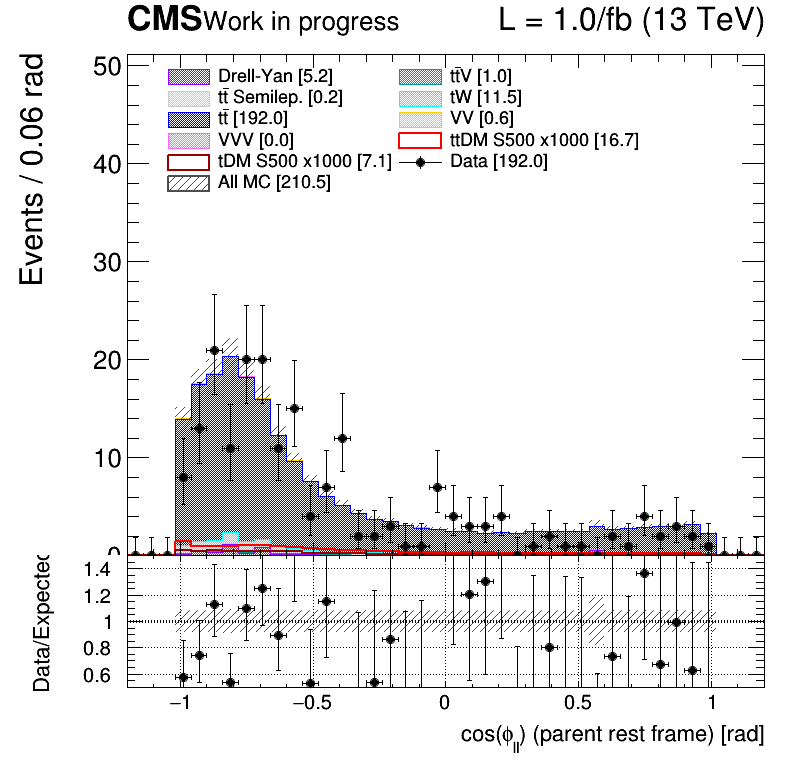 CMS Work in progress L = 1.0/fb (13 TeV)
Events / 0.06 rad
50
40
30
20
10
0
Drell-Yan [5.2] tt̄V [1.0]
tt̄ Semilep. [0.2] tW [11.5]
tt̄ [192.0] VV [0.6]
VVV [0.0] ttDM S500 x1000 [16.7]
tDM S500 x1000 [7.1] Data [192.0]
All MC [210.5]
Data/Expected
1.4
1.2
1
0.8
0.6
−1 −0.5 0 0.5 1
cos(ϕ_ll) (parent rest frame) [rad]